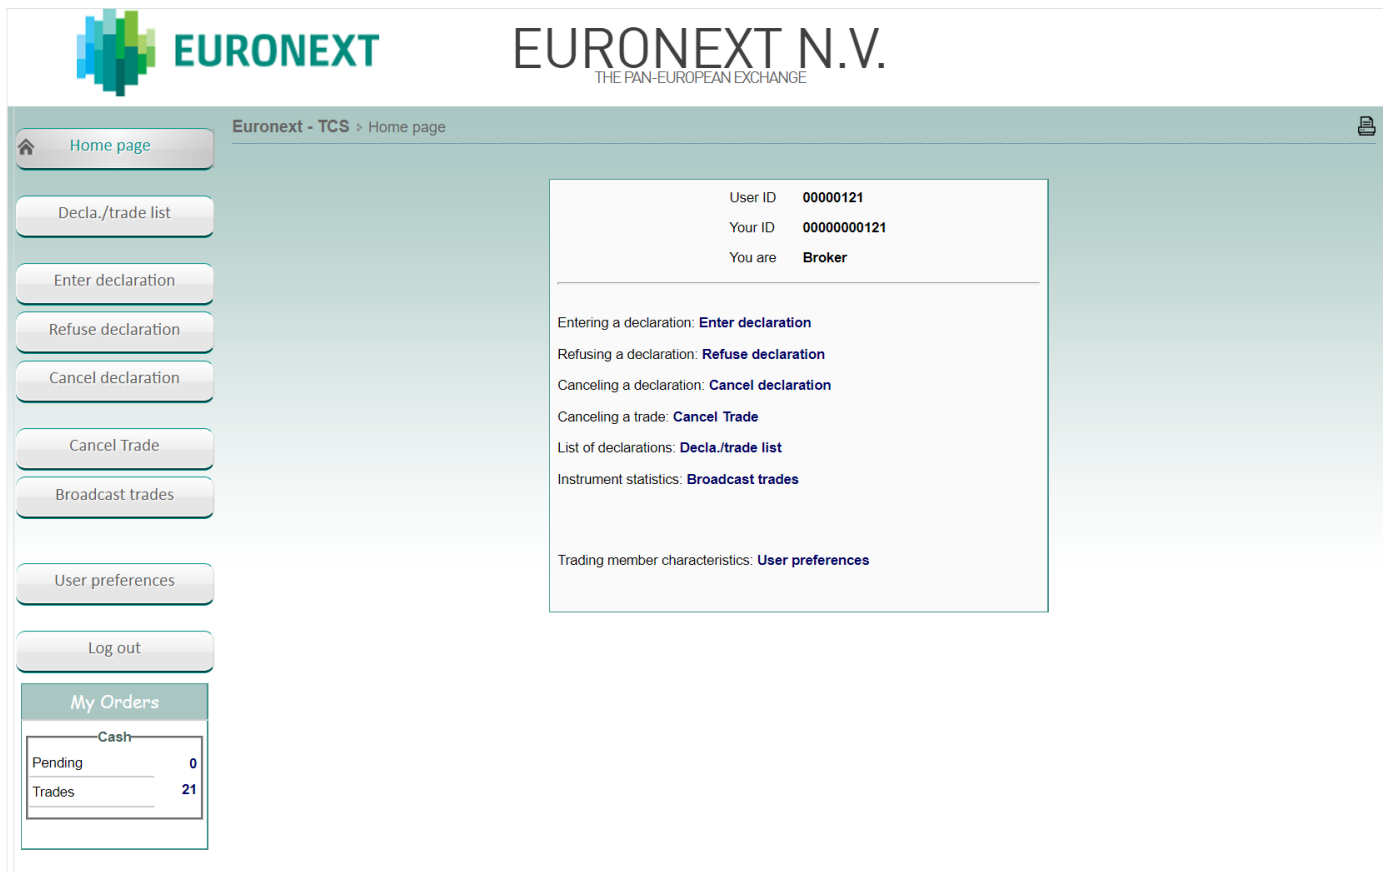 EURONEXT
EURONEXT N.V.
THE PAN-EUROPEAN EXCHANGE
Euronext - TCS > Home page
Home page
Decla./trade list
Enter declaration
Refuse declaration
Cancel declaration
Cancel Trade
Broadcast trades
User preferences
Log out
My Orders
Cash
Pending 0
Trades 21
User ID 00000121
Your ID 00000000121
You are Broker
Entering a declaration: Enter declaration
Refusing a declaration: Refuse declaration
Canceling a declaration: Cancel declaration
Canceling a trade: Cancel Trade
List of declarations: Decla./trade list
Instrument statistics: Broadcast trades
Trading member characteristics: User preferences